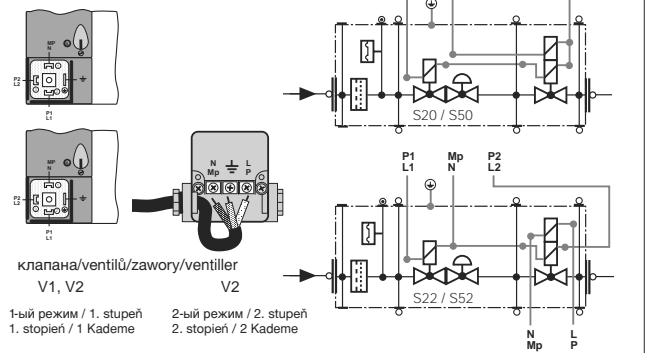 MP
N
P2
L2
P1
L1
MP
N
P2
L2
P1
L1
N
Mp
L
P
клапана/ventilů/zawory/ventiller
V1, V2
V2
1-ый режим / 1. stupeň
1. stopień / 1 Kademe
2-ый режим / 2. stupeň
2. stopień / 2 Kademe
S20 / S50
P1
L1
Mp
N
P2
L2
S22 / S52
N
Mp
L
P